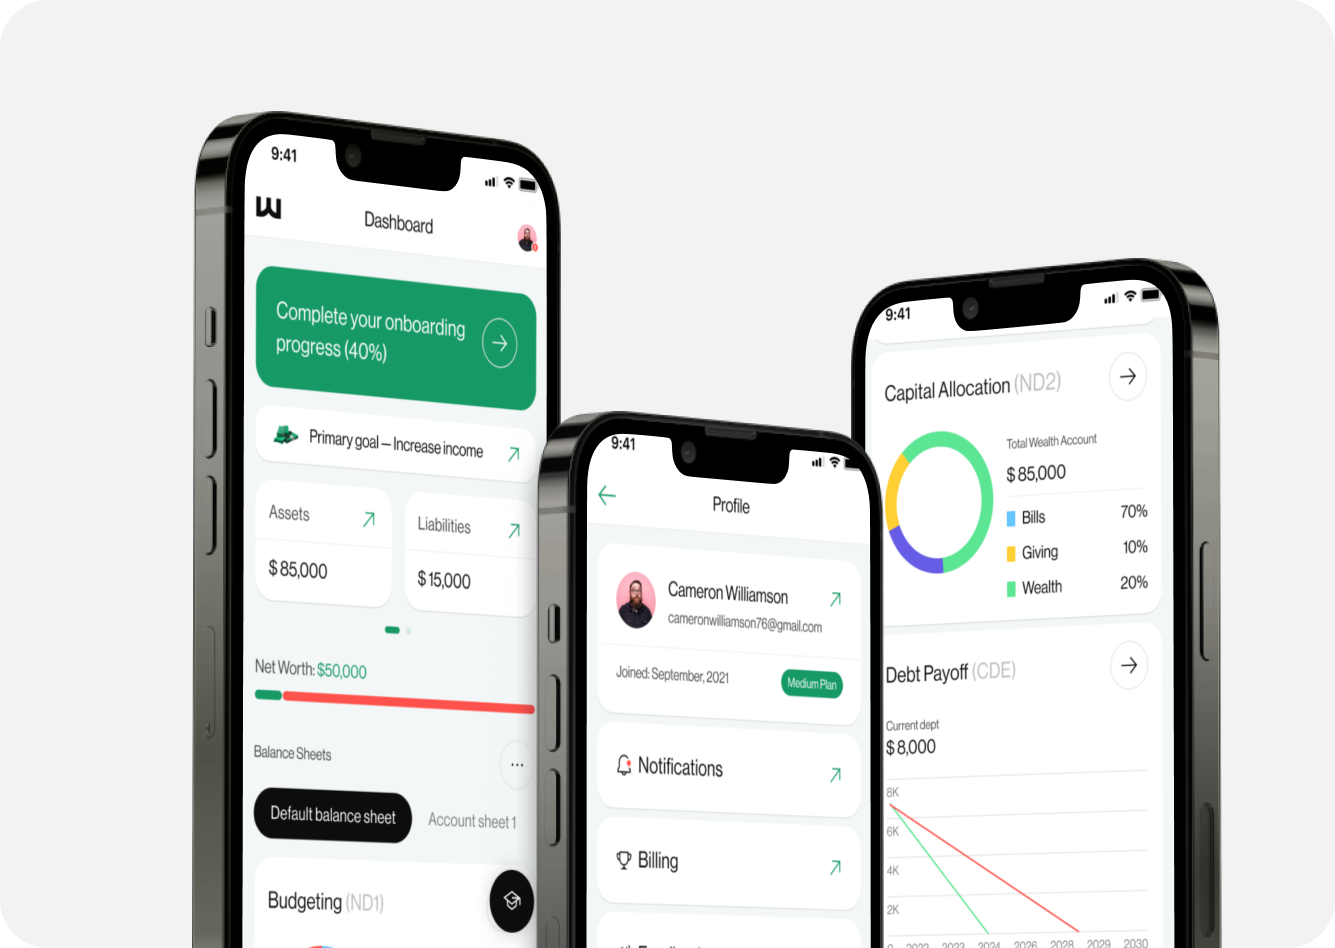 9:41
W
Dashboard
Complete your onboarding
progress (40%)
Primary goal – Increase income
Assets
$ 85,000
Liabilities
$ 15,000
Net Worth: $50,000
Balance Sheets
Default balance sheet
Account sheet 1
Budgeting (ND1)
9:41
Profile
Cameron Williamson
cameronwilliamson76@gmail.com
Joined: September, 2021
Medium Plan
Notifications
Billing
9:41
Capital Allocation (ND2)
Total Wealth Account
$ 85,000
Bills 70%
Giving 10%
Wealth 20%
Debt Payoff (CDE)
Current dept
$ 8,000
8K
6K
4K
2K
0 2022 2023 2024 2026 2028 2029 2030